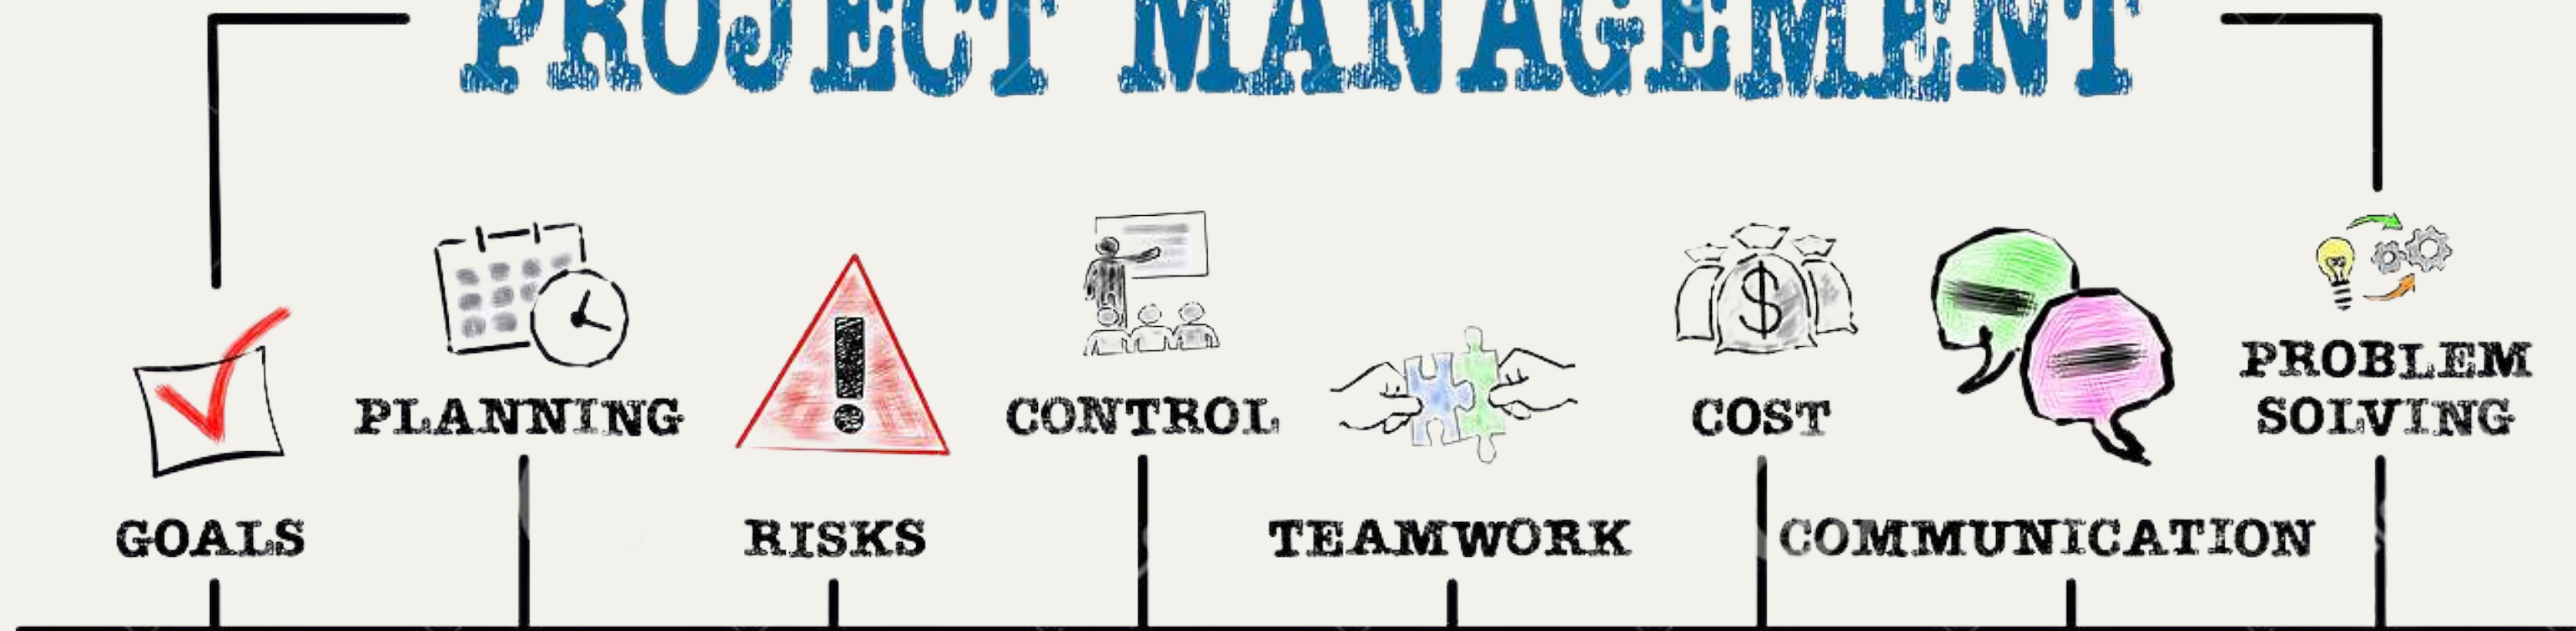 PROJECT MANAGEMENT
GOALS
PLANNING
RISKS
CONTROL
TEAMWORK
$
COST
COMMUNICATION
PROBLEM
SOLVING